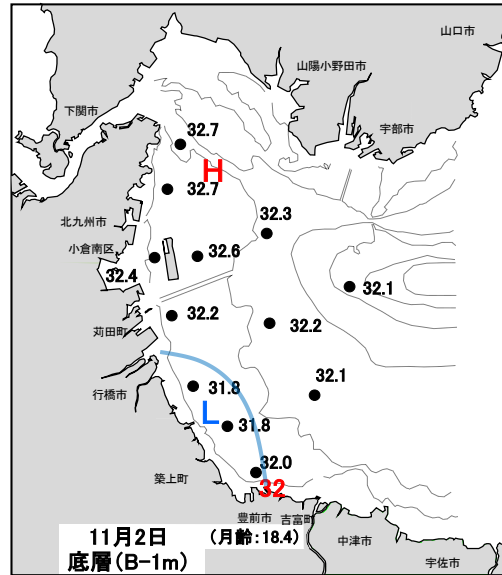 山口市
山陽小野田市
下関市
宇部市
32.7
H
32.7
北九州市
32.3
小倉南区
32.6
32.4
32.1
32.2
32.2
苅田町
行橋市
31.8
32.1
L
31.8
32.0
築上町
32
豊前市
吉富町
11月2日
(月齢:18.4)
中津市
底層(B-1m)
宇佐市